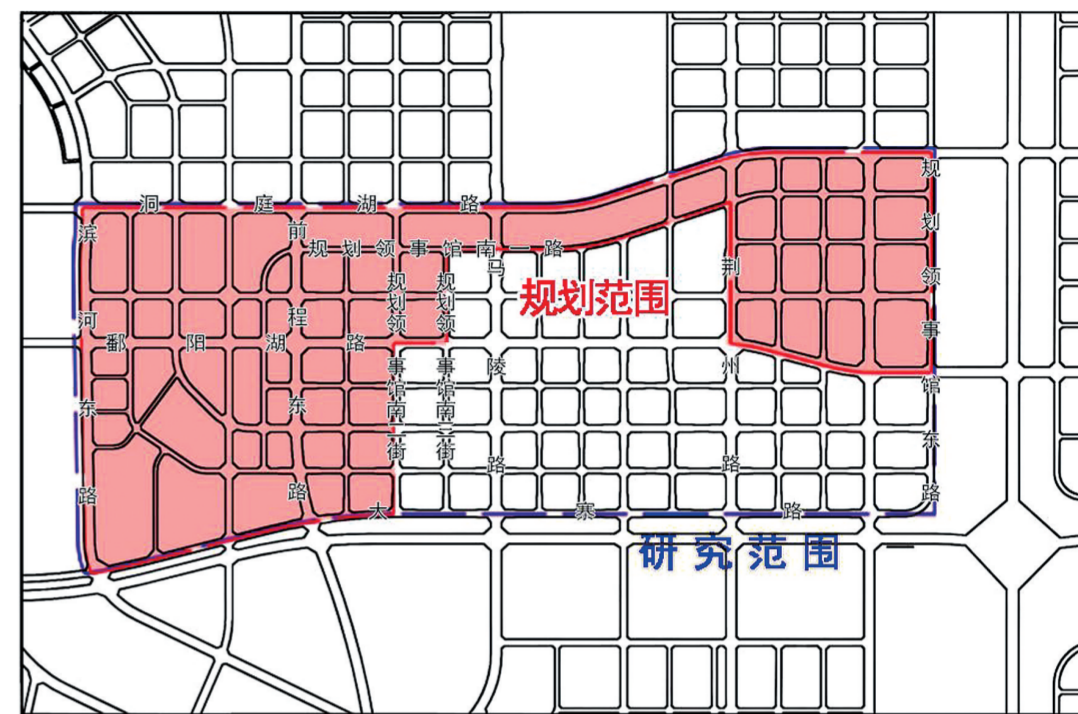 洞庭湖路
滨河东路
前程东路
规划领事馆南一路
规划领事馆南二街
规划领事馆南三街
马陵路
规划范围
荆州路
规划领事馆东路
鄱阳湖路
大寨路
研究范围